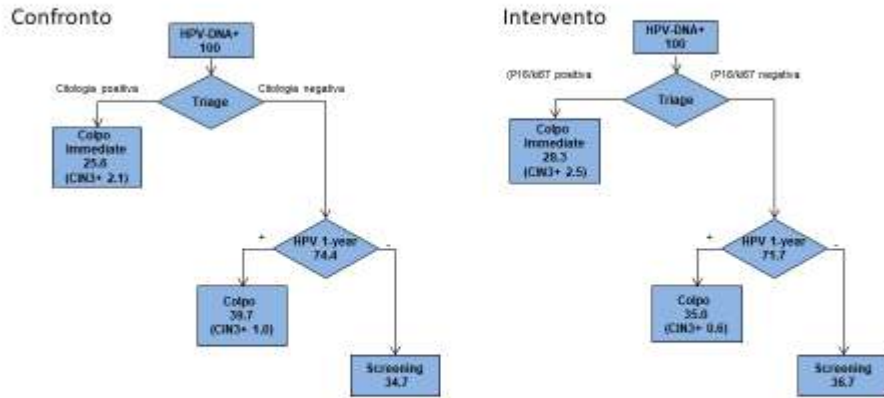 Confronto
HPV-DNA+
100
Citologia positiva
Citologia negativa
Triage
Colpo
Immediate
25.6
(CIN3+ 2.1)
+
HPV 1-year
74.4
-
Colpo
39.7
(CIN3+ 1.0)
Screening
34.7
Intervento
HPV-DNA+
100
(P16/ki67 positiva
(P16/ki67 negativa
Triage
Colpo
Immediate
28.3
(CIN3+ 2.5)
+
HPV 1-year
71.7
-
Colpo
35.0
(CIN3+ 0.6)
Screening
36.7